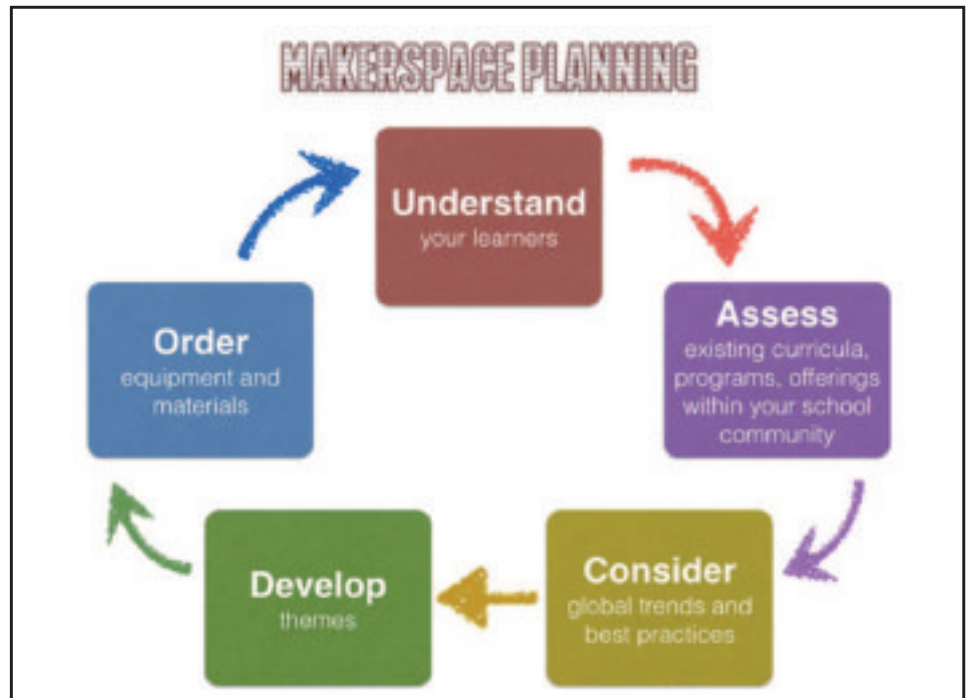 MAKERSPACE PLANNING
Understand
your learners
Assess
existing curricula,
programs, offerings
within your school
community
Consider
global trends and
best practices
Develop
themes
Order
equipment and
materials